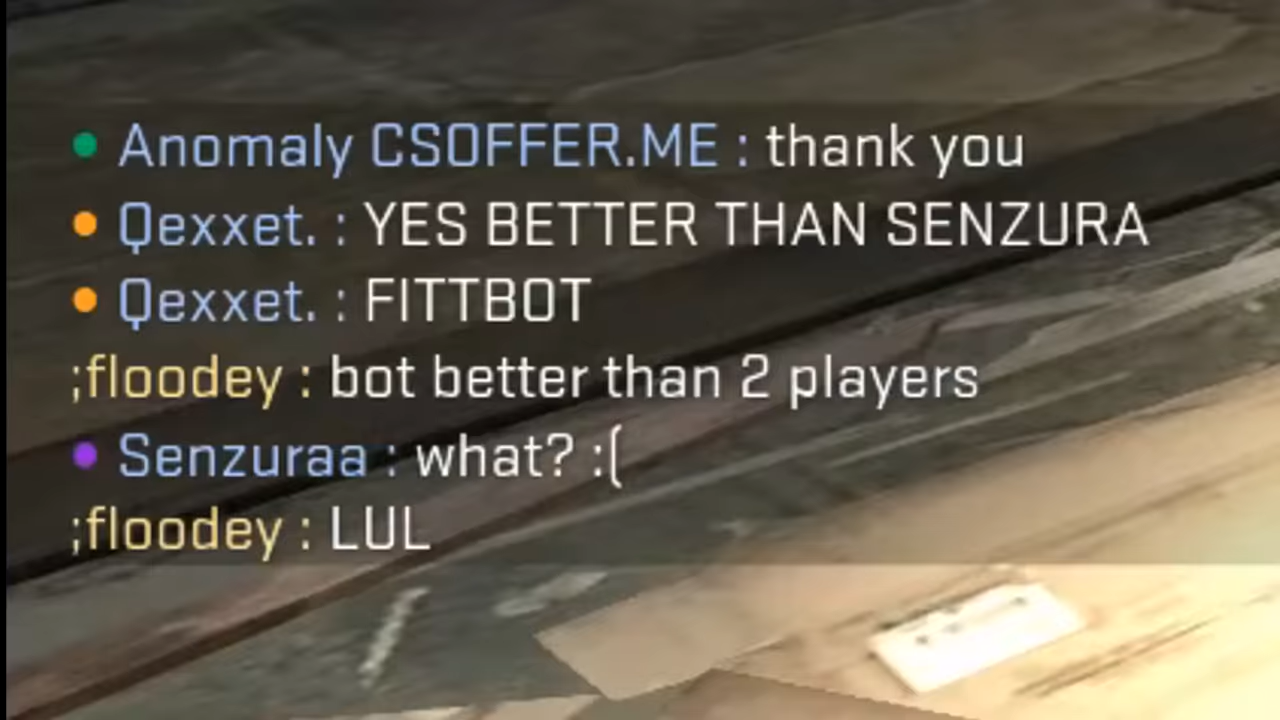 Anomaly CSOFFER.ME : thank you
Qexxet. : YES BETTER THAN SENZURA
Qexxet. : FITTBOT
;floodey : bot better than 2 players
Senzuraa : what? :(
;floodey : LUL